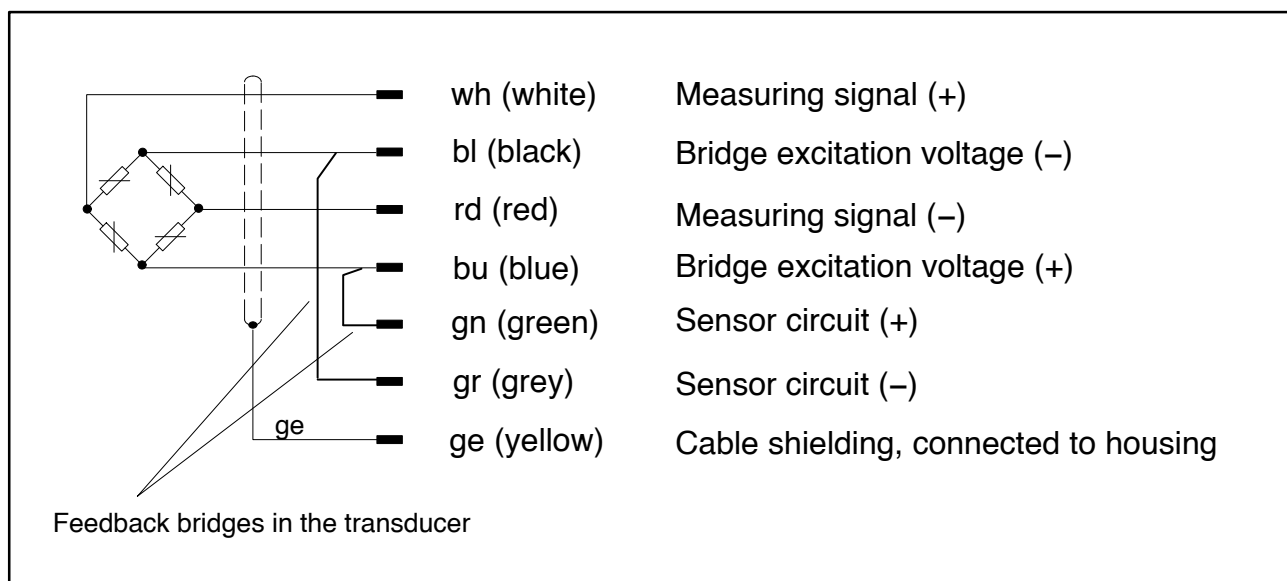 wh (white) Measuring signal (+)
bl (black) Bridge excitation voltage (–)
rd (red) Measuring signal (–)
bu (blue) Bridge excitation voltage (+)
gn (green) Sensor circuit (+)
gr (grey) Sensor circuit (–)
ge ge (yellow) Cable shielding, connected to housing
Feedback bridges in the transducer